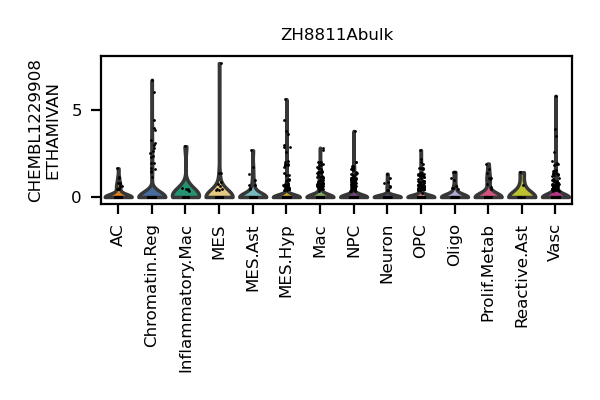 ZH8811Abulk
CHEMBL1229908
ETHAMIVAN
5
0
AC
Chromatin.Reg
Inflammatory.Mac
MES
MES.Ast
MES.Hyp
Mac
NPC
Neuron
OPC
Oligo
Prolif.Metab
Reactive.Ast
Vasc